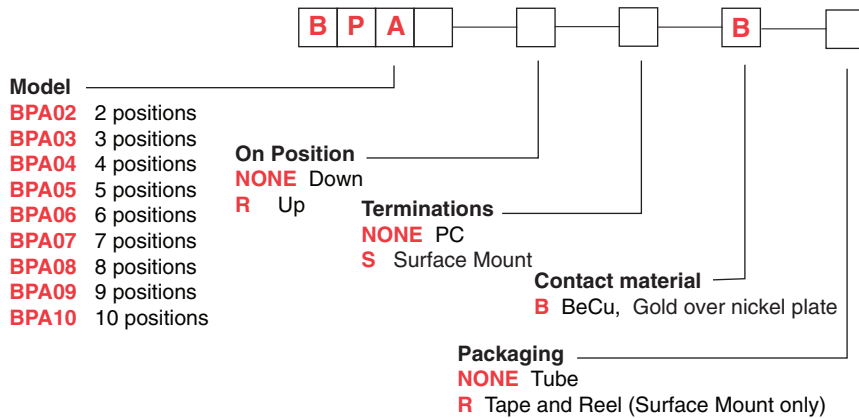 B P A B
Model
BPA02 2 positions
BPA03 3 positions
BPA04 4 positions
BPA05 5 positions
BPA06 6 positions
BPA07 7 positions
BPA08 8 positions
BPA09 9 positions
BPA10 10 positions
On Position
NONE Down
R Up
Terminations
NONE PC
S Surface Mount
Contact material
B BeCu, Gold over nickel plate
Packaging
NONE Tube
R Tape and Reel (Surface Mount only)